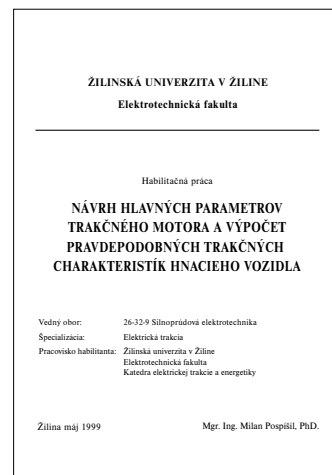 ŽILINSKÁ UNIVERZITA V ŽILINE
Elektrotechnická fakulta
Habilitačná práca
NÁVRH HLAVNÝCH PARAMETROV
TRAKČNÉHO MOTORA A VÝPOČET
PRAVDEPODOBNÝCH TRAKČNÝCH
CHARAKTERISTÍK HNACIEHO VOZIDLA
Vedný obor: 26-32-9 Silnoprúdová elektrotechnika
Špecializácia: Elektrická trakcia
Pracovisko habilitanta: Žilinská univerzita v Žiline
Elektrotechnická fakulta
Katedra elektrickej trakcie a energetiky
Žilina máj 1999 Mgr. Ing. Milan Pospíšil, PhD.